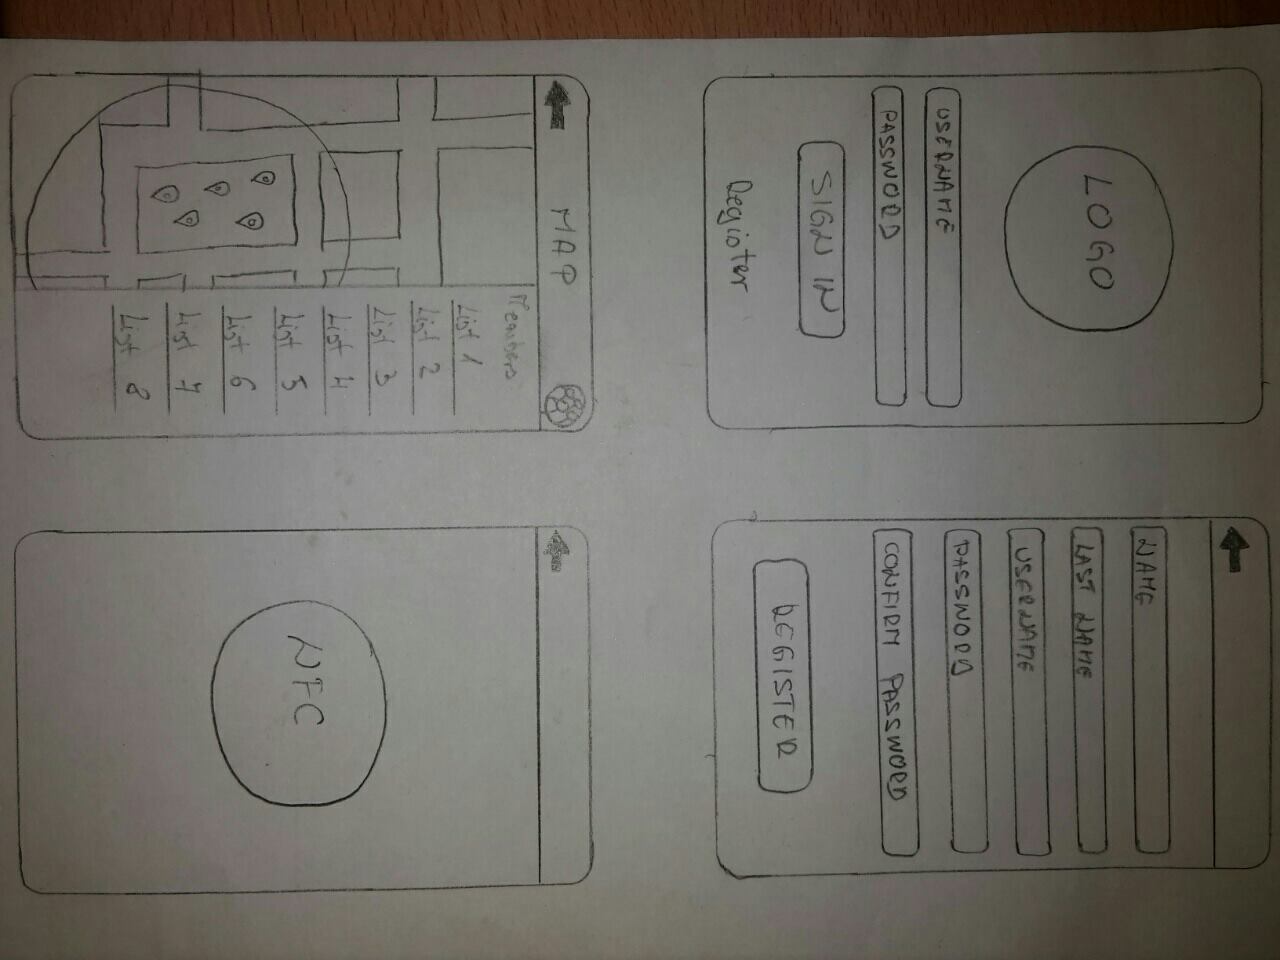 LOGO
USERNAME
PASSWORD
SIGN IN
Register
NAME
LAST NAME
USERNAME
PASSWORD
CONFIRM PASSWORD
REGISTER
MAP
Members
List 1
List 2
List 3
List 4
List 5
List 6
List 7
List 8
NFC